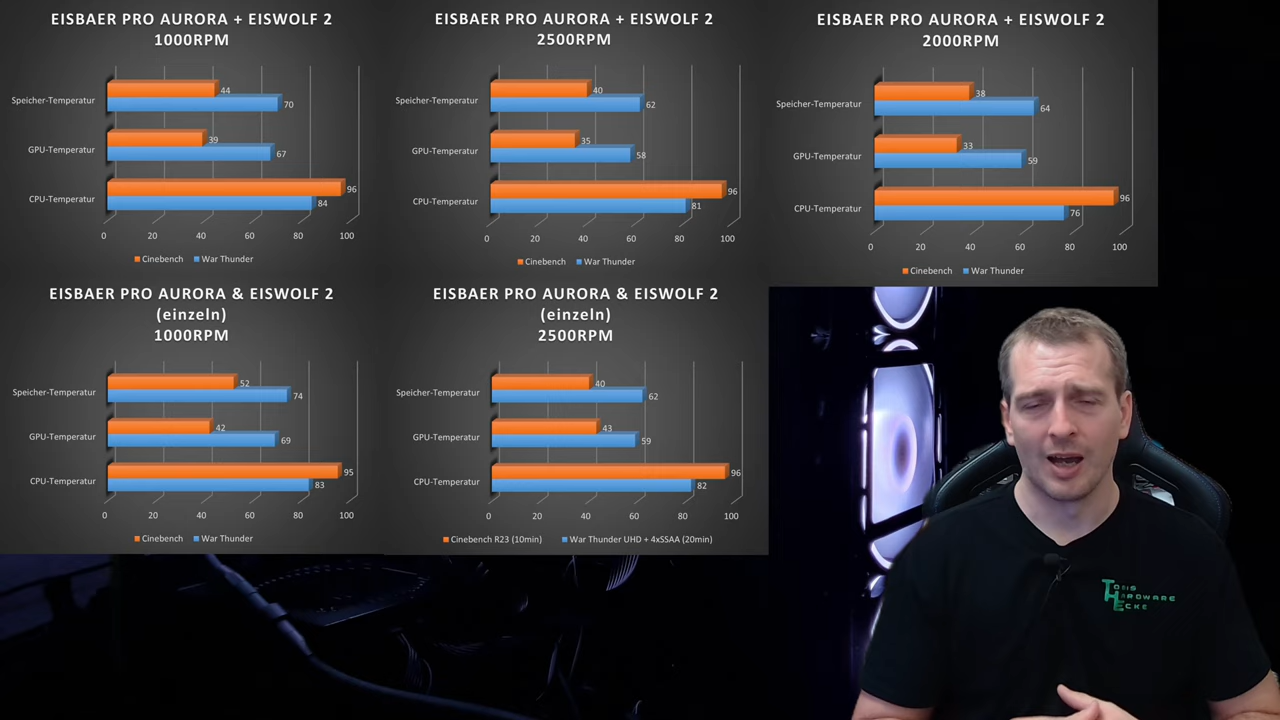 EISBAER PRO AURORA + EISWOLF 2
1000RPM
Speicher-Temperatur
44
70
GPU-Temperatur
39
67
CPU-Temperatur
96
84
0 20 40 60 80 100
Cinebench War Thunder
EISBAER PRO AURORA + EISWOLF 2
2500RPM
Speicher-Temperatur
40
62
GPU-Temperatur
35
58
CPU-Temperatur
96
81
0 20 40 60 80 100
Cinebench War Thunder
EISBAER PRO AURORA + EISWOLF 2
2000RPM
Speicher-Temperatur
38
64
GPU-Temperatur
33
59
CPU-Temperatur
96
76
0 20 40 60 80 100
Cinebench War Thunder
EISBAER PRO AURORA & EISWOLF 2
(einzeln)
1000RPM
Speicher-Temperatur
52
74
GPU-Temperatur
42
69
CPU-Temperatur
95
83
0 20 40 60 80 100
Cinebench War Thunder
EISBAER PRO AURORA & EISWOLF 2
(einzeln)
2500RPM
Speicher-Temperatur
40
62
GPU-Temperatur
43
59
CPU-Temperatur
96
82
0 20 40 60 80 100
Cinebench R23 (10min) War Thunder UHD + 4xSSAA (20min)
TOBIS
HARDWARE
ECKE